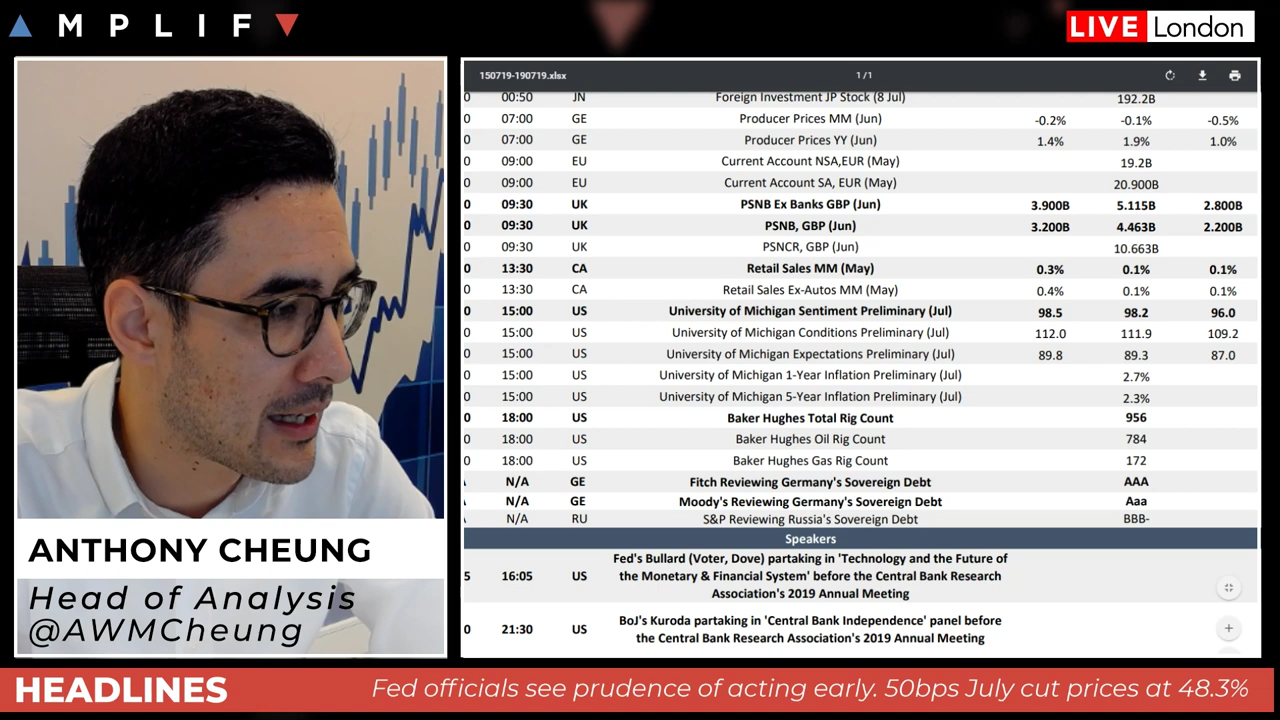 ▲ M P L I F ▼
LIVE London
150719-190719.xlsx 1 / 1
0 00:50 JN Foreign Investment JP Stock (8 Jul) 192.2B
0 07:00 GE Producer Prices MM (Jun) -0.2% -0.1% -0.5%
0 07:00 GE Producer Prices YY (Jun) 1.4% 1.9% 1.0%
0 09:00 EU Current Account NSA,EUR (May) 19.2B
0 09:00 EU Current Account SA, EUR (May) 20.900B
0 09:30 UK PSNB Ex Banks GBP (Jun) 3.900B 5.115B 2.800B
0 09:30 UK PSNB, GBP (Jun) 3.200B 4.463B 2.200B
0 09:30 UK PSNCR, GBP (Jun) 10.663B
0 13:30 CA Retail Sales MM (May) 0.3% 0.1% 0.1%
0 13:30 CA Retail Sales Ex-Autos MM (May) 0.4% 0.1% 0.1%
0 15:00 US University of Michigan Sentiment Preliminary (Jul) 98.5 98.2 96.0
0 15:00 US University of Michigan Conditions Preliminary (Jul) 112.0 111.9 109.2
0 15:00 US University of Michigan Expectations Preliminary (Jul) 89.8 89.3 87.0
0 15:00 US University of Michigan 1-Year Inflation Preliminary (Jul) 2.7%
0 15:00 US University of Michigan 5-Year Inflation Preliminary (Jul) 2.3%
0 18:00 US Baker Hughes Total Rig Count 956
0 18:00 US Baker Hughes Oil Rig Count 784
0 18:00 US Baker Hughes Gas Rig Count 172
N/A GE Fitch Reviewing Germany's Sovereign Debt AAA
N/A GE Moody's Reviewing Germany's Sovereign Debt Aaa
N/A RU S&P Reviewing Russia's Sovereign Debt BBB-
Speakers
Fed's Bullard (Voter, Dove) partaking in 'Technology and the Future of
5 16:05 US the Monetary & Financial System' before the Central Bank Research
Association's 2019 Annual Meeting
BoJ's Kuroda partaking in 'Central Bank Independence' panel before
0 21:30 US the Central Bank Research Association's 2019 Annual Meeting
ANTHONY CHEUNG
Head of Analysis
@AWMCheung
HEADLINES Fed officials see prudence of acting early. 50bps July cut prices at 48.3%